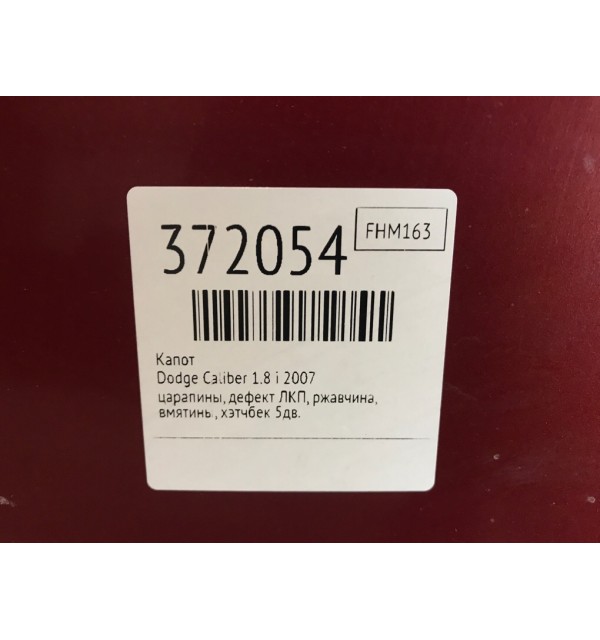 372054
FHM163
Капот
Dodge Caliber 1.8 i 2007
царапины, дефект ЛКП, ржавчина,
вмятины, хэтчбек 5дв.